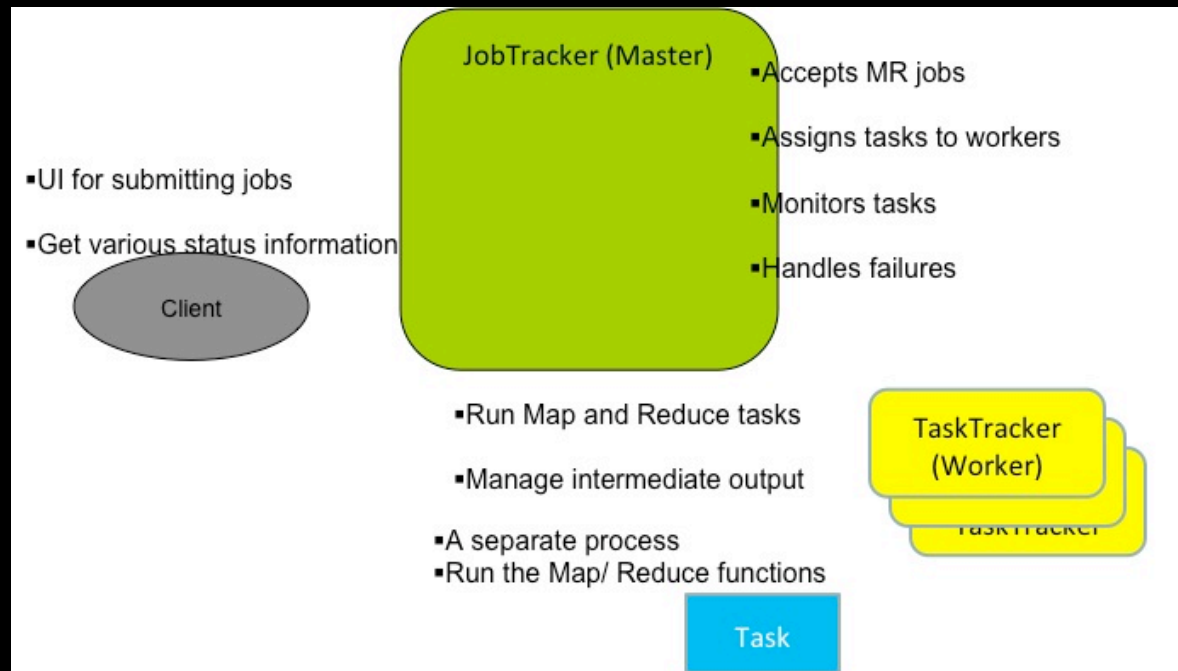 JobTracker (Master)
▪Accepts MR jobs
▪Assigns tasks to workers
▪Monitors tasks
▪Handles failures
▪UI for submitting jobs
▪Get various status information
Client
▪Run Map and Reduce tasks
▪Manage intermediate output
TaskTracker
(Worker)
TaskTracker
▪A separate process
▪Run the Map/ Reduce functions
Task